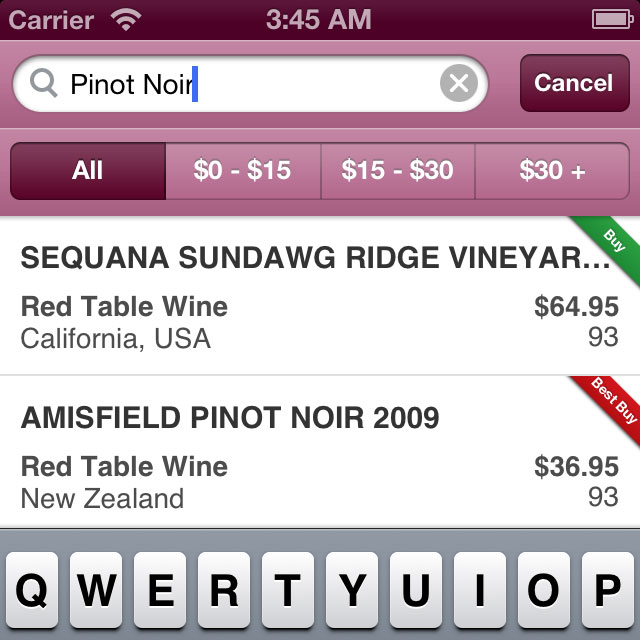 Carrier 3:45 AM
Pinot Noir Cancel
All $0 - $15 $15 - $30 $30 +
Buy
SEQUANA SUNDAWG RIDGE VINEYAR...
Red Table Wine $64.95
California, USA 93
Best Buy
AMISFIELD PINOT NOIR 2009
Red Table Wine $36.95
New Zealand 93
Q W E R T Y U I O P